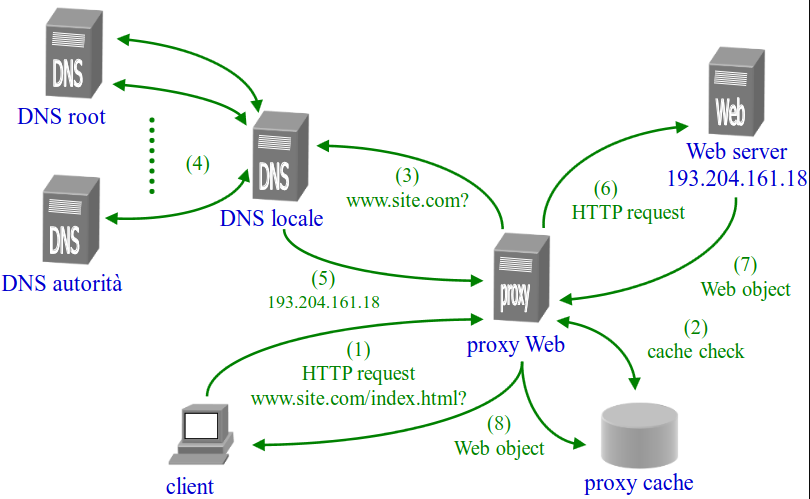 DNS
DNS root
DNS
DNS autorità
(4)
DNS
DNS locale
(3)
www.site.com?
(5)
193.204.161.18
Web
Web server
193.204.161.18
(6)
HTTP request
(7)
Web object
proxy
proxy Web
(2)
cache check
(1)
HTTP request
www.site.com/index.html?
(8)
Web object
client
proxy cache